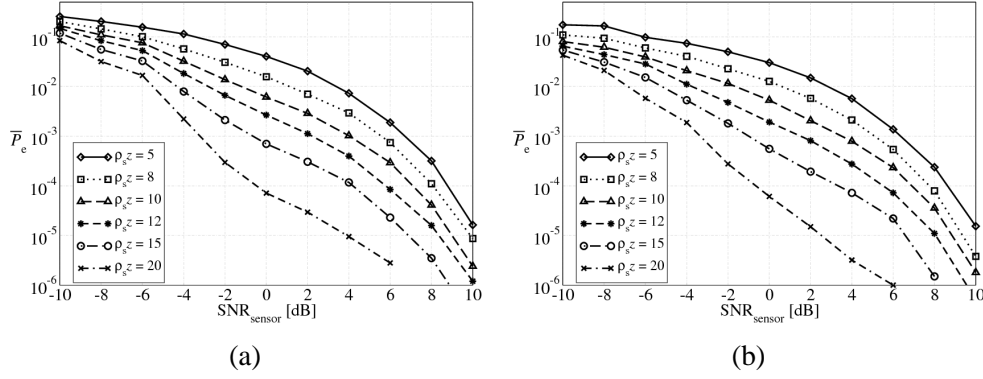 10^-1
10^-2
10^-3
10^-4
10^-5
10^-6
P̅e
ρsz = 5
ρsz = 8
ρsz = 10
ρsz = 12
ρsz = 15
ρsz = 20
-10 -8 -6 -4 -2 0 2 4 6 8 10
SNRsensor [dB]
(a)
10^-1
10^-2
10^-3
10^-4
10^-5
10^-6
P̅e
ρsz = 5
ρsz = 8
ρsz = 10
ρsz = 12
ρsz = 15
ρsz = 20
-10 -8 -6 -4 -2 0 2 4 6 8 10
SNRsensor [dB]
(b)